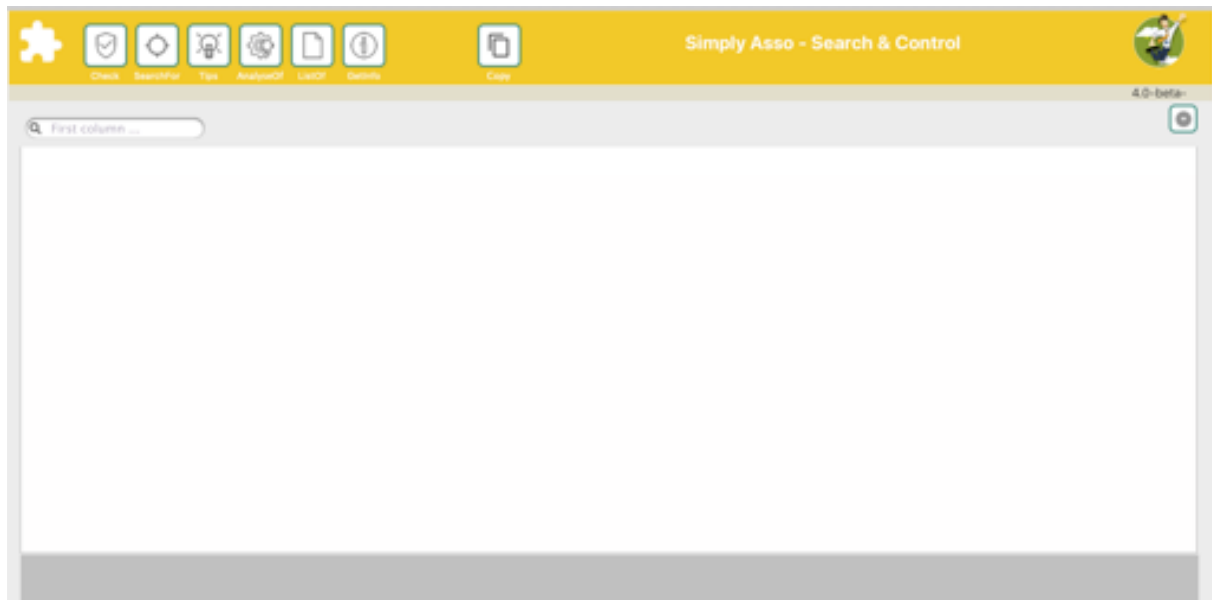 Simply Asso - Search & Control
Check SearchFor Tips AnalyseOf ListOf GetInfo Copy
4.0-beta-
First column ...